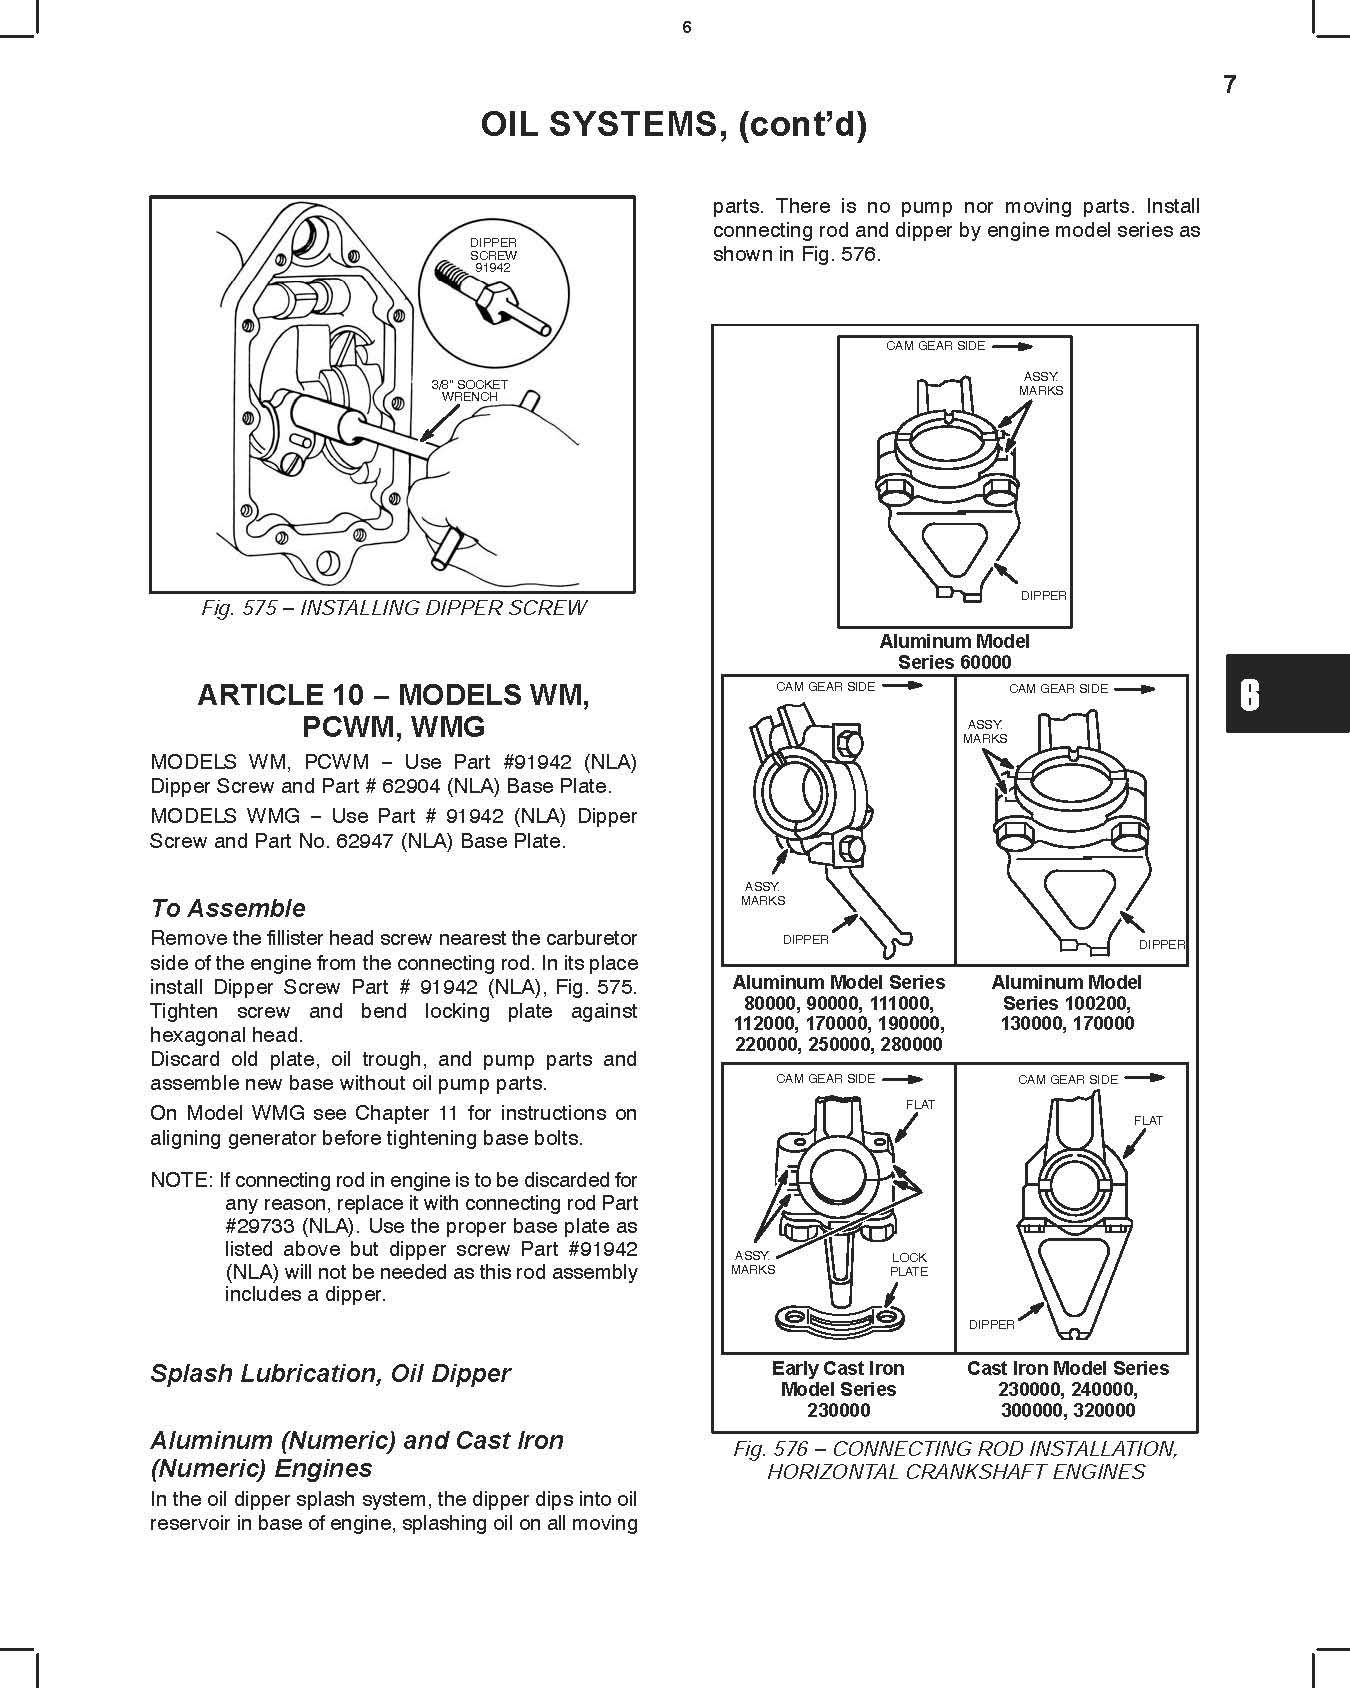 6
7
OIL SYSTEMS, (cont’d)
DIPPER
SCREW
91942
3/8" SOCKET
WRENCH
Fig. 575 – INSTALLING DIPPER SCREW
ARTICLE 10 – MODELS WM,
PCWM, WMG
MODELS WM, PCWM – Use Part #91942 (NLA)
Dipper Screw and Part # 62904 (NLA) Base Plate.
MODELS WMG – Use Part # 91942 (NLA) Dipper
Screw and Part No. 62947 (NLA) Base Plate.
To Assemble
Remove the fillister head screw nearest the carburetor
side of the engine from the connecting rod. In its place
install Dipper Screw Part # 91942 (NLA), Fig. 575.
Tighten screw and bend locking plate against
hexagonal head.
Discard old plate, oil trough, and pump parts and
assemble new base without oil pump parts.
On Model WMG see Chapter 11 for instructions on
aligning generator before tightening base bolts.
NOTE: If connecting rod in engine is to be discarded for
any reason, replace it with connecting rod Part
#29733 (NLA). Use the proper base plate as
listed above but dipper screw Part #91942
(NLA) will not be needed as this rod assembly
includes a dipper.
Splash Lubrication, Oil Dipper
Aluminum (Numeric) and Cast Iron
(Numeric) Engines
In the oil dipper splash system, the dipper dips into oil
reservoir in base of engine, splashing oil on all moving
parts. There is no pump nor moving parts. Install
connecting rod and dipper by engine model series as
shown in Fig. 576.
CAM GEAR SIDE
ASSY.
MARKS
DIPPER
Aluminum Model
Series 60000
CAM GEAR SIDE
ASSY.
MARKS
DIPPER
Aluminum Model Series
80000, 90000, 111000,
112000, 170000, 190000,
220000, 250000, 280000
CAM GEAR SIDE
ASSY.
MARKS
DIPPER
Aluminum Model
Series 100200,
130000, 170000
CAM GEAR SIDE
FLAT
ASSY.
MARKS
LOCK
PLATE
Early Cast Iron
Model Series
230000
CAM GEAR SIDE
FLAT
DIPPER
Cast Iron Model Series
230000, 240000,
300000, 320000
Fig. 576 – CONNECTING ROD INSTALLATION,
HORIZONTAL CRANKSHAFT ENGINES
6